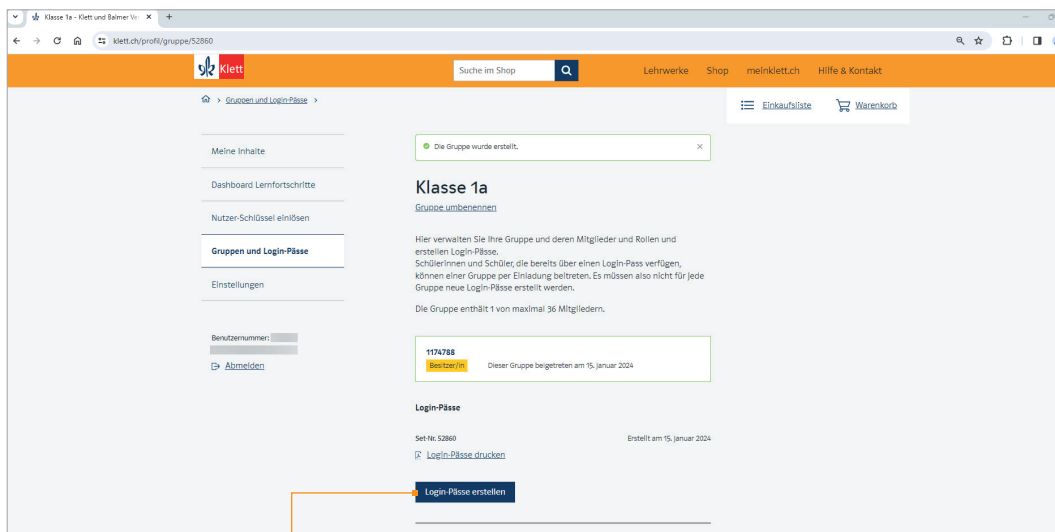 Klasse 1a - Klett und Balmer Ve
klett.ch/profil/gruppe/52860
Klett
Suche im Shop
Lehrwerke Shop meinklett.ch Hilfe & Kontakt
Gruppen und Login-Pässe
Einkaufsliste Warenkorb
Meine Inhalte
Dashboard Lernfortschritte
Nutzer-Schlüssel einlösen
Gruppen und Login-Pässe
Einstellungen
Benutzernummer:
Abmelden
Die Gruppe wurde erstellt.
Klasse 1a
Gruppe umbenennen
Hier verwalten Sie Ihre Gruppe und deren Mitglieder und Rollen und
erstellen Login-Pässe.
Schülerinnen und Schüler, die bereits über einen Login-Pass verfügen,
können einer Gruppe per Einladung beitreten. Es müssen also nicht für jede
Gruppe neue Login-Pässe erstellt werden.
Die Gruppe enthält 1 von maximal 36 Mitgliedern.
1174788
Besitzer/in Dieser Gruppe beigetreten am 15. Januar 2024
Login-Pässe
Set-Nr. 52860 Erstellt am 15. Januar 2024
Login-Pässe drucken
Login-Pässe erstellen